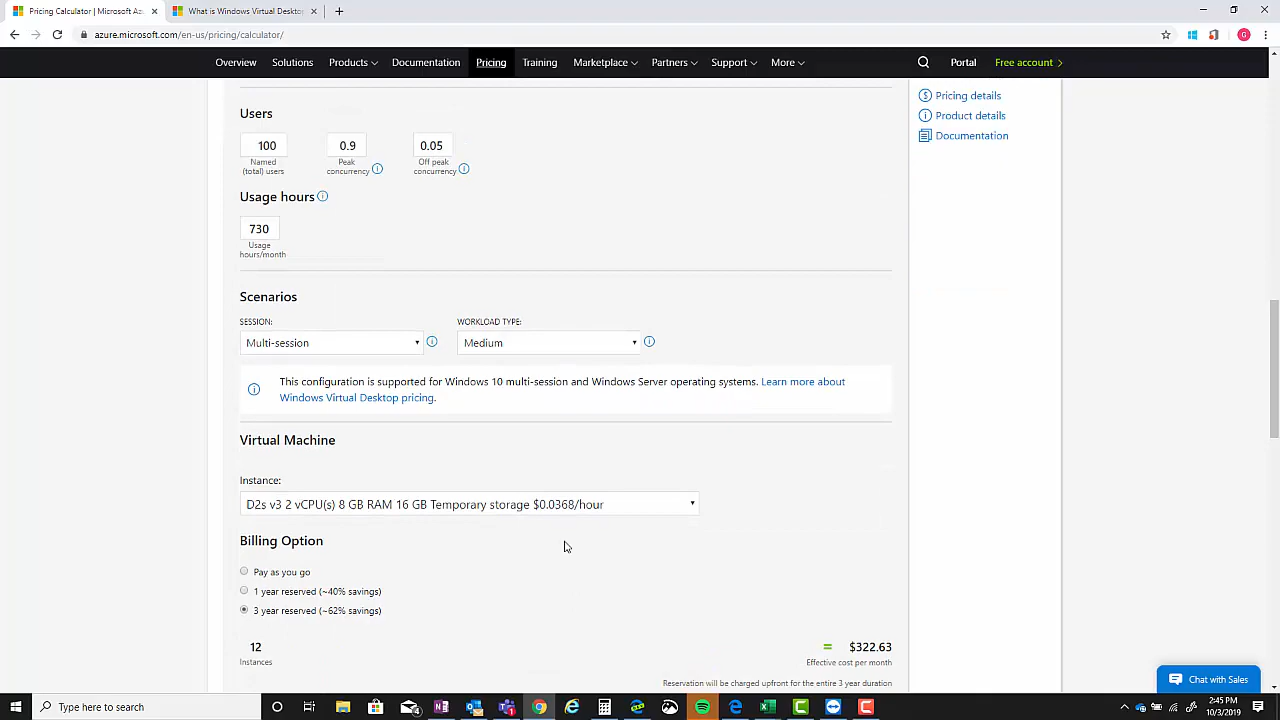 Pricing Calculator | Microsoft Az
What is Windows Virtual Deskto
azure.microsoft.com/en-us/pricing/calculator/
Overview Solutions Products Documentation Pricing Training Marketplace Partners Support More Portal Free account
Pricing details
Product details
Documentation
Users
100 0.9 0.05
Named (total) users
Peak concurrency
Off peak concurrency
Usage hours
730
Usage
hours/month
Scenarios
SESSION: WORKLOAD TYPE:
Multi-session Medium
This configuration is supported for Windows 10 multi-session and Windows Server operating systems. Learn more about
Windows Virtual Desktop pricing.
Virtual Machine
Instance:
D2s v3 2 vCPU(s) 8 GB RAM 16 GB Temporary storage $0.0368/hour
Billing Option
Pay as you go
1 year reserved (~40% savings)
3 year reserved (~62% savings)
12 = $322.63
Instances Effective cost per month
Reservation will be charged upfront for the entire 3 year duration
Chat with Sales
Type here to search
2:45 PM
10/3/2019